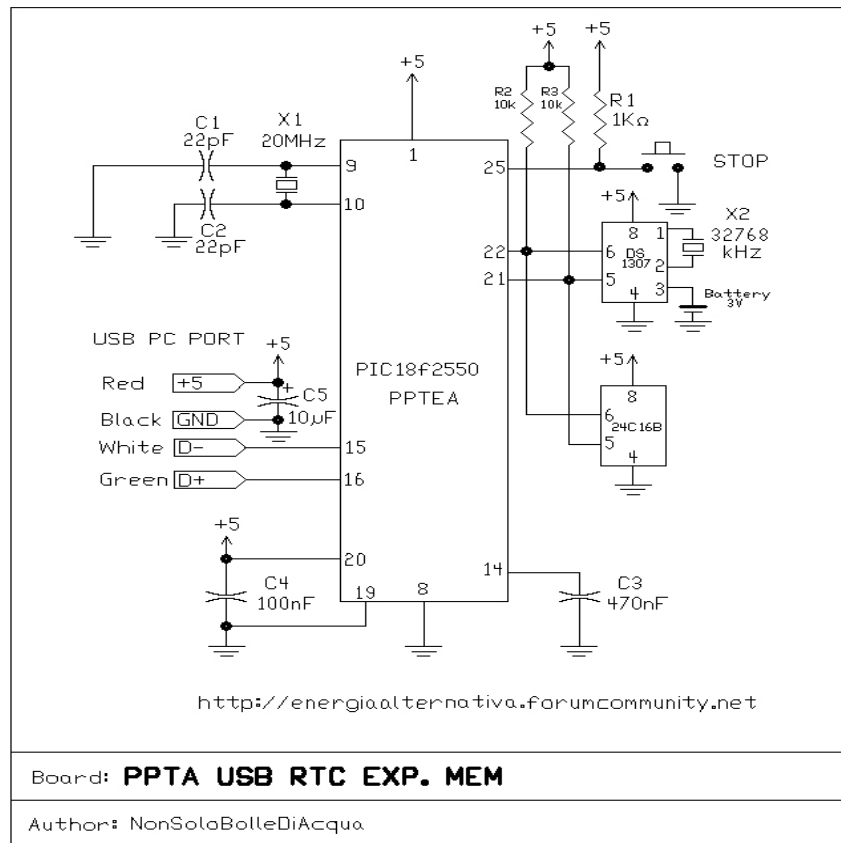 +5
+5
+5
R2
10k
R3
10k
R1
1KΩ
C1
22pF
X1
20MHz
1
9
25
STOP
10
C2
22pF
+5
X2
32768
kHz
22
6
8
1
DS
1307
21
5
2
4
3
Battery
3V
USB PC PORT
+5
PIC18f2550
PPTEA
+5
8
Red
+5
C5
10µF
Black
GND
6
24C16B
White
D-
15
5
4
Green
D+
16
+5
20
14
C4
100nF
19
8
C3
470nF
http://energiaalternativa.forumcommunity.net
Board: PPTA USB RTC EXP. MEM
Author: NonSoloBolleDiAcqua